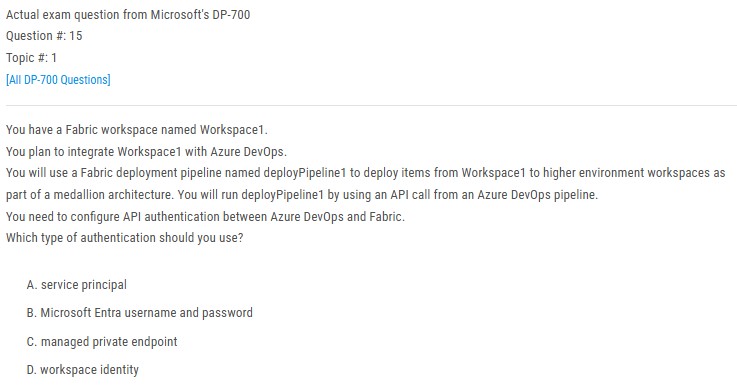 Actual exam question from Microsoft's DP-700
Question #: 15
Topic #: 1
[All DP-700 Questions]
You have a Fabric workspace named Workspace1.
You plan to integrate Workspace1 with Azure DevOps.
You will use a Fabric deployment pipeline named deployPipeline1 to deploy items from Workspace1 to higher environment workspaces as
part of a medallion architecture. You will run deployPipeline1 by using an API call from an Azure DevOps pipeline.
You need to configure API authentication between Azure DevOps and Fabric.
Which type of authentication should you use?
A. service principal
B. Microsoft Entra username and password
C. managed private endpoint
D. workspace identity